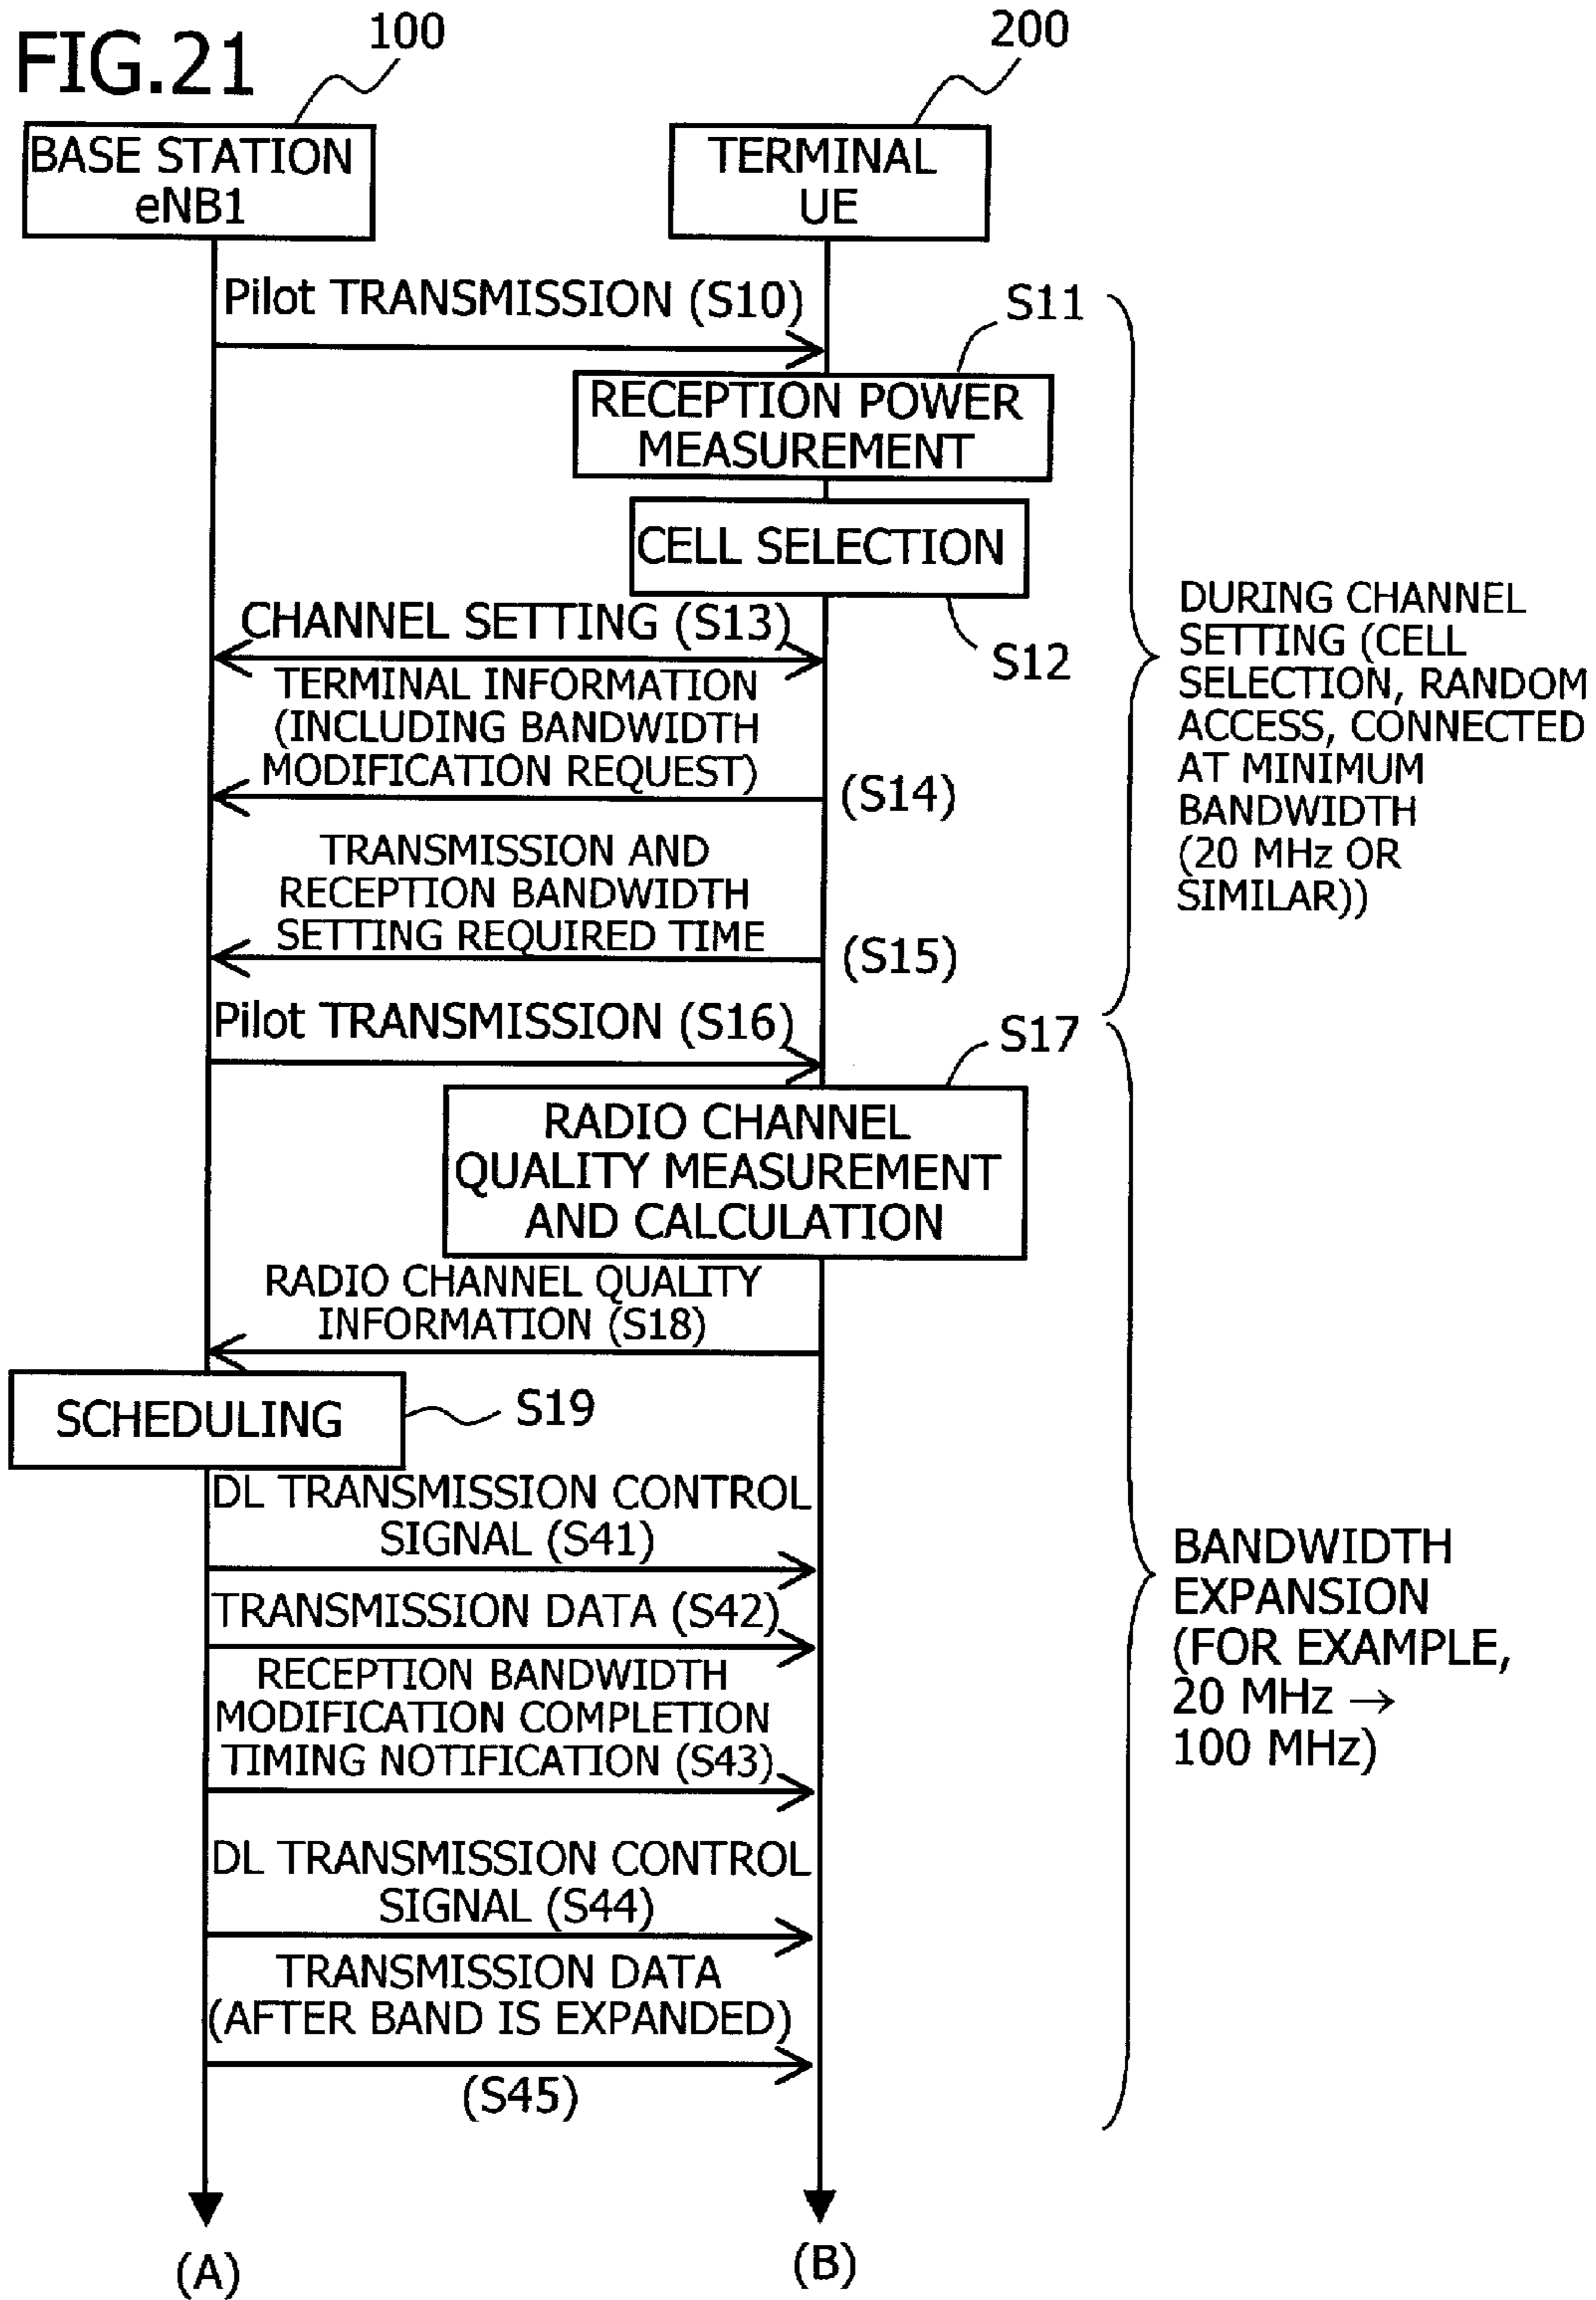 FIG.21
100
200
BASE STATION
eNB1
TERMINAL
UE
Pilot TRANSMISSION (S10)
S11
RECEPTION POWER
MEASUREMENT
CELL SELECTION
S12
CHANNEL SETTING (S13)
TERMINAL INFORMATION
(INCLUDING BANDWIDTH
MODIFICATION REQUEST)
(S14)
TRANSMISSION AND
RECEPTION BANDWIDTH
SETTING REQUIRED TIME
(S15)
DURING CHANNEL
SETTING (CELL
SELECTION, RANDOM
ACCESS, CONNECTED
AT MINIMUM
BANDWIDTH
(20 MHz OR
SIMILAR))
Pilot TRANSMISSION (S16)
S17
RADIO CHANNEL
QUALITY MEASUREMENT
AND CALCULATION
RADIO CHANNEL QUALITY
INFORMATION (S18)
SCHEDULING
S19
DL TRANSMISSION CONTROL
SIGNAL (S41)
TRANSMISSION DATA (S42)
RECEPTION BANDWIDTH
MODIFICATION COMPLETION
TIMING NOTIFICATION (S43)
BANDWIDTH
EXPANSION
(FOR EXAMPLE,
20 MHz →
100 MHz)
DL TRANSMISSION CONTROL
SIGNAL (S44)
TRANSMISSION DATA
(AFTER BAND IS EXPANDED)
(S45)
(A)
(B)